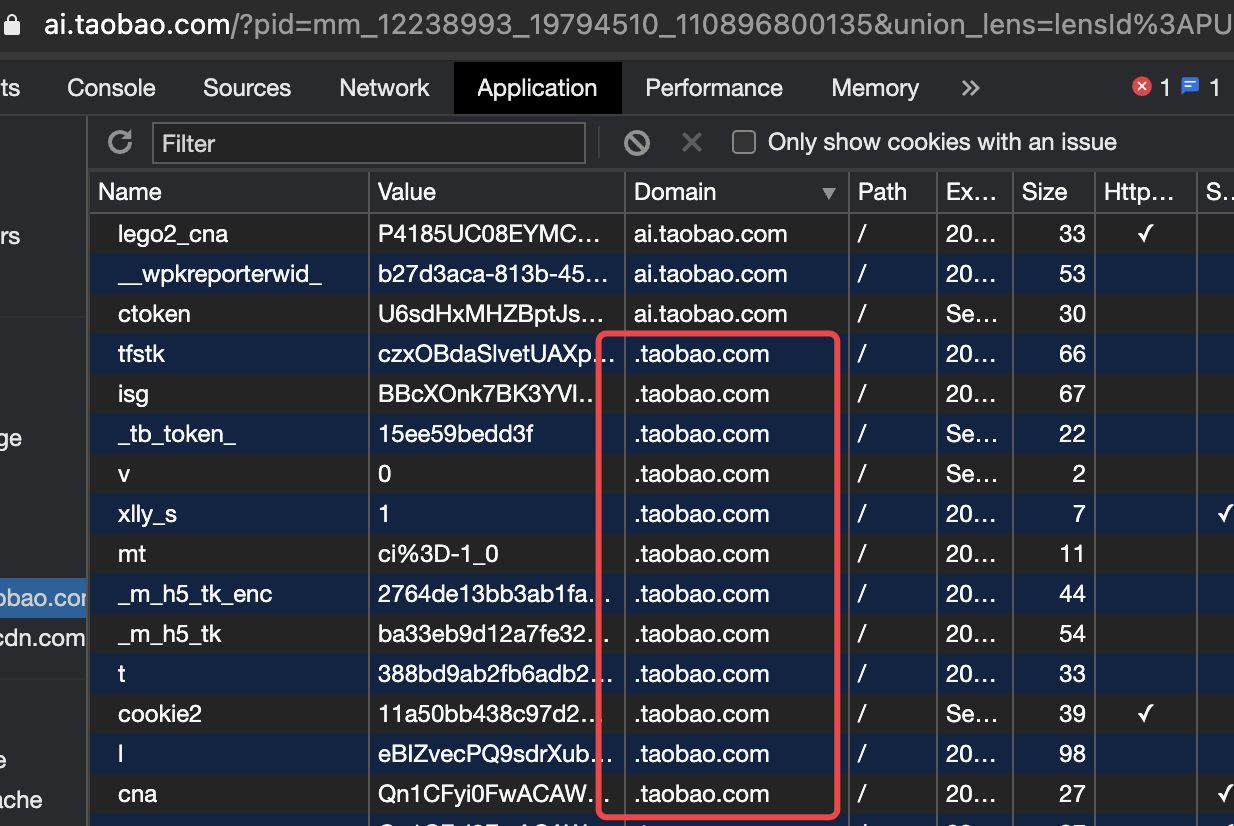 ai.taobao.com/?pid=mm_12238993_19794510_110896800135&union_lens=lensId%3APU
ts Console Sources Network Application Performance Memory » 1 1
Filter Only show cookies with an issue
Name Value Domain ▼ Path Ex... Size Http... S...
lego2_cna P4185UC08EYMC... ai.taobao.com / 20... 33 ✓
rs
__wpkreporterwid_ b27d3aca-813b-45... ai.taobao.com / 20... 53
ctoken U6sdHxMHZBptJs... ai.taobao.com / Se... 30
tfstk czxOBdaSlvetUAXp... .taobao.com / 20... 66
isg BBcXOnk7BK3YVI... .taobao.com / 20... 67
ge _tb_token_ 15ee59bedd3f .taobao.com / Se... 22
v 0 .taobao.com / Se... 2
xlly_s 1 .taobao.com / 20... 7 ✓
mt ci%3D-1_0 .taobao.com / 20... 11
obao.cor _m_h5_tk_enc 2764de13bb3ab1fa... .taobao.com / 20... 44
cdn.com _m_h5_tk ba33eb9d12a7fe32... .taobao.com / 20... 54
t 388bd9ab2fb6adb2... .taobao.com / 20... 33
cookie2 11a50bb438c97d2... .taobao.com / Se... 39 ✓
e l eBIZvecPQ9sdrXub... .taobao.com / 20... 98
ache cna Qn1CFyi0FwACAW... .taobao.com / 20... 27 ✓